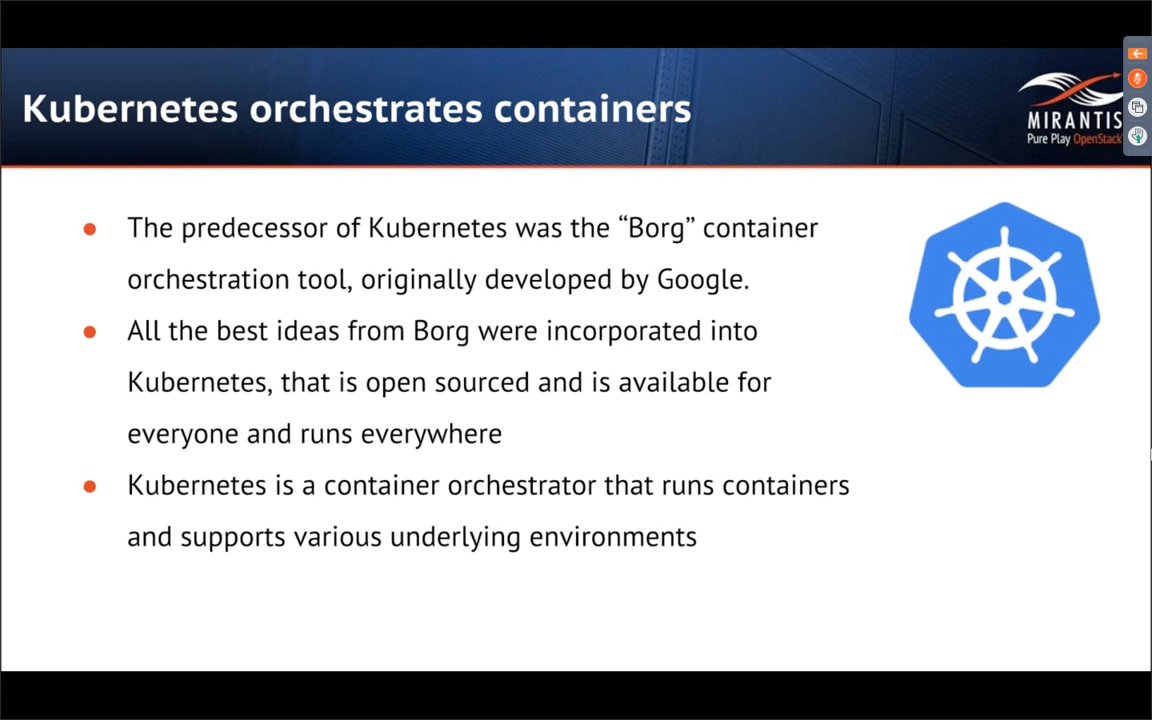 Kubernetes orchestrates containers
MIRANTIS
Pure Play OpenStack
● The predecessor of Kubernetes was the “Borg” container
orchestration tool, originally developed by Google.
● All the best ideas from Borg were incorporated into
Kubernetes, that is open sourced and is available for
everyone and runs everywhere
● Kubernetes is a container orchestrator that runs containers
and supports various underlying environments